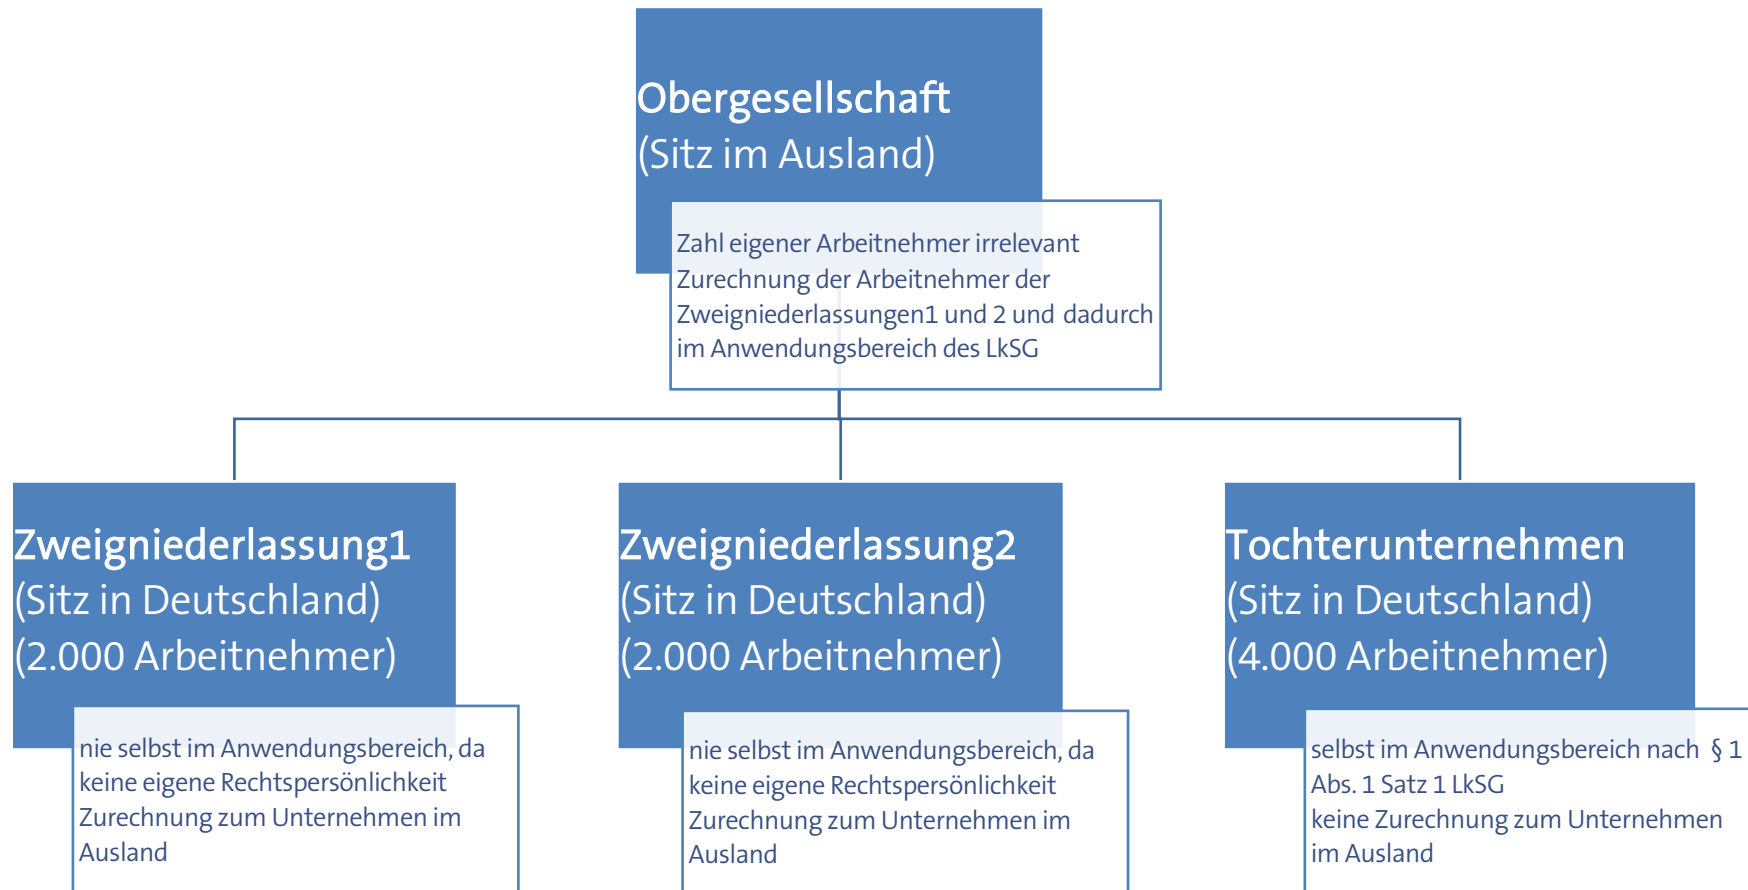 Obergesellschaft
(Sitz im Ausland)
Zahl eigener Arbeitnehmer irrelevant
Zurechnung der Arbeitnehmer der
Zweigniederlassungen1 und 2 und dadurch
im Anwendungsbereich des LkSG
Zweigniederlassung1
(Sitz in Deutschland)
(2.000 Arbeitnehmer)
nie selbst im Anwendungsbereich, da
keine eigene Rechtspersönlichkeit
Zurechnung zum Unternehmen im
Ausland
Zweigniederlassung2
(Sitz in Deutschland)
(2.000 Arbeitnehmer)
nie selbst im Anwendungsbereich, da
keine eigene Rechtspersönlichkeit
Zurechnung zum Unternehmen im
Ausland
Tochterunternehmen
(Sitz in Deutschland)
(4.000 Arbeitnehmer)
selbst im Anwendungsbereich nach § 1
Abs. 1 Satz 1 LkSG
keine Zurechnung zum Unternehmen
im Ausland